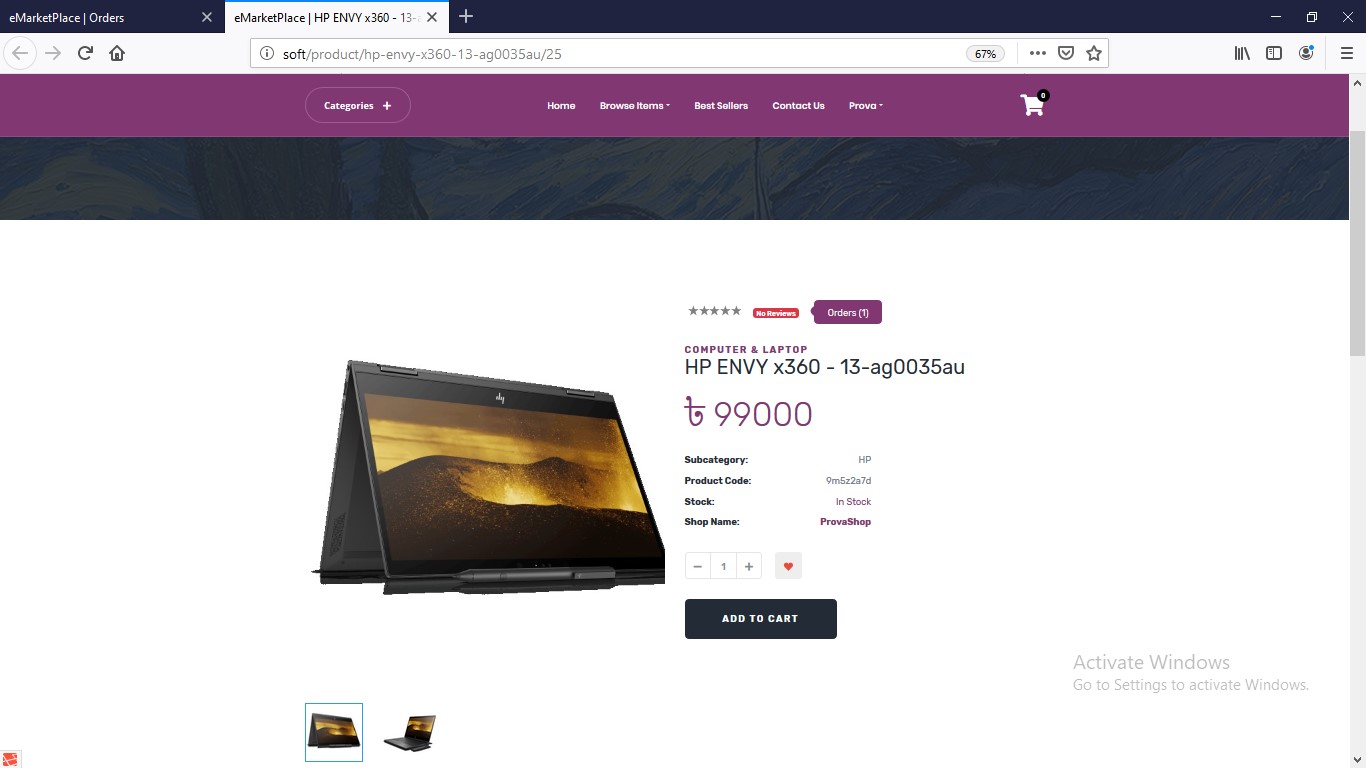 eMarketPlace | Orders
eMarketPlace | HP ENVY x360 - 13-a
soft/product/hp-envy-x360-13-ag0035au/25
67%
Categories +
Home
Browse Items
Best Sellers
Contact Us
Prova
0
No Reviews
Orders (1)
COMPUTER & LAPTOP
HP ENVY x360 - 13-ag0035au
৳ 99000
Subcategory: HP
Product Code: 9m5z2a7d
Stock: In Stock
Shop Name: ProvaShop
− 1 +
ADD TO CART
Activate Windows
Go to Settings to activate Windows.
hp